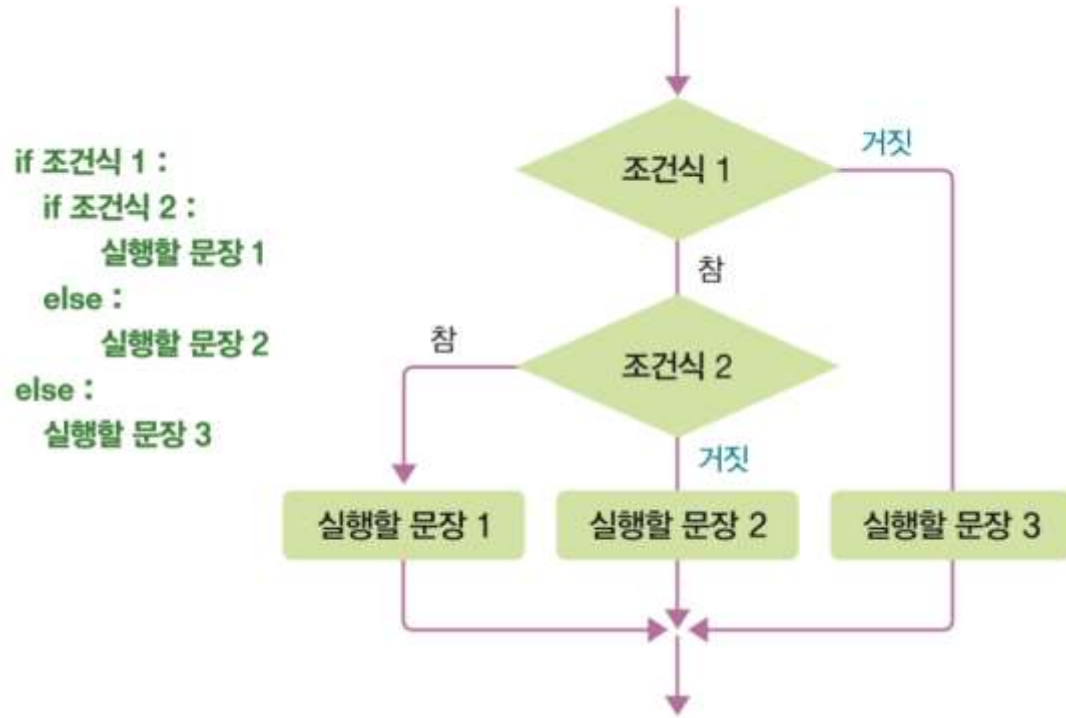 if 조건식 1 :
if 조건식 2 :
실행할 문장 1
else :
실행할 문장 2
else :
실행할 문장 3
조건식 1
거짓
참
조건식 2
참
거짓
실행할 문장 1
실행할 문장 2
실행할 문장 3